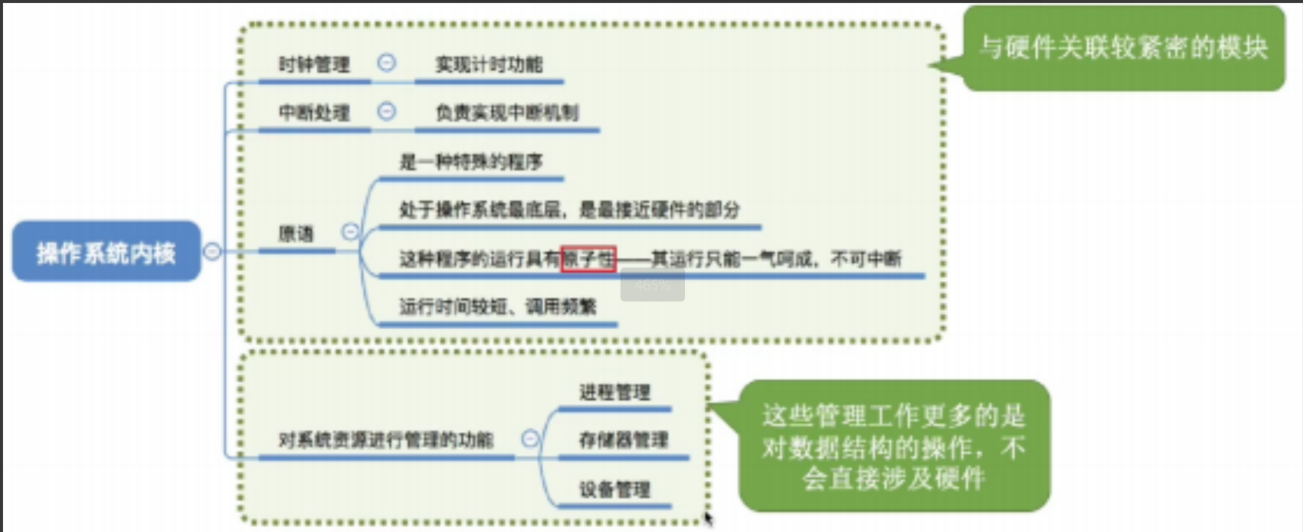 与硬件关联较紧密的模块
时钟管理
实现计时功能
中断处理
负责实现中断机制
是一种特殊的程序
处于操作系统最底层，是最接近硬件的部分
原语
操作系统内核
这种程序的运行具有原子性——其运行只能一气呵成，不可中断
465%
运行时间较短、调用频繁
进程管理
对系统资源进行管理的功能
存储器管理
设备管理
这些管理工作更多的是
对数据结构的操作，不
会直接涉及硬件